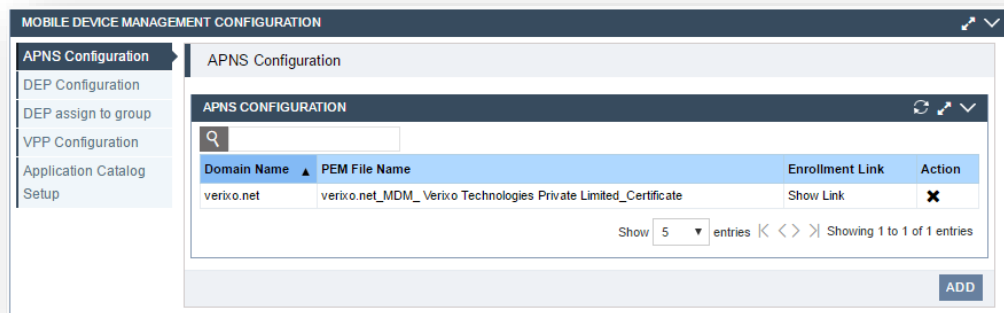 MOBILE DEVICE MANAGEMENT CONFIGURATION
APNS Configuration
DEP Configuration
DEP assign to group
VPP Configuration
Application Catalog
Setup
APNS Configuration
APNS CONFIGURATION
Domain Name PEM File Name Enrollment Link Action
verixo.net verixo.net_MDM_ Verixo Technologies Private Limited_Certificate Show Link
Show 5 entries Showing 1 to 1 of 1 entries
ADD